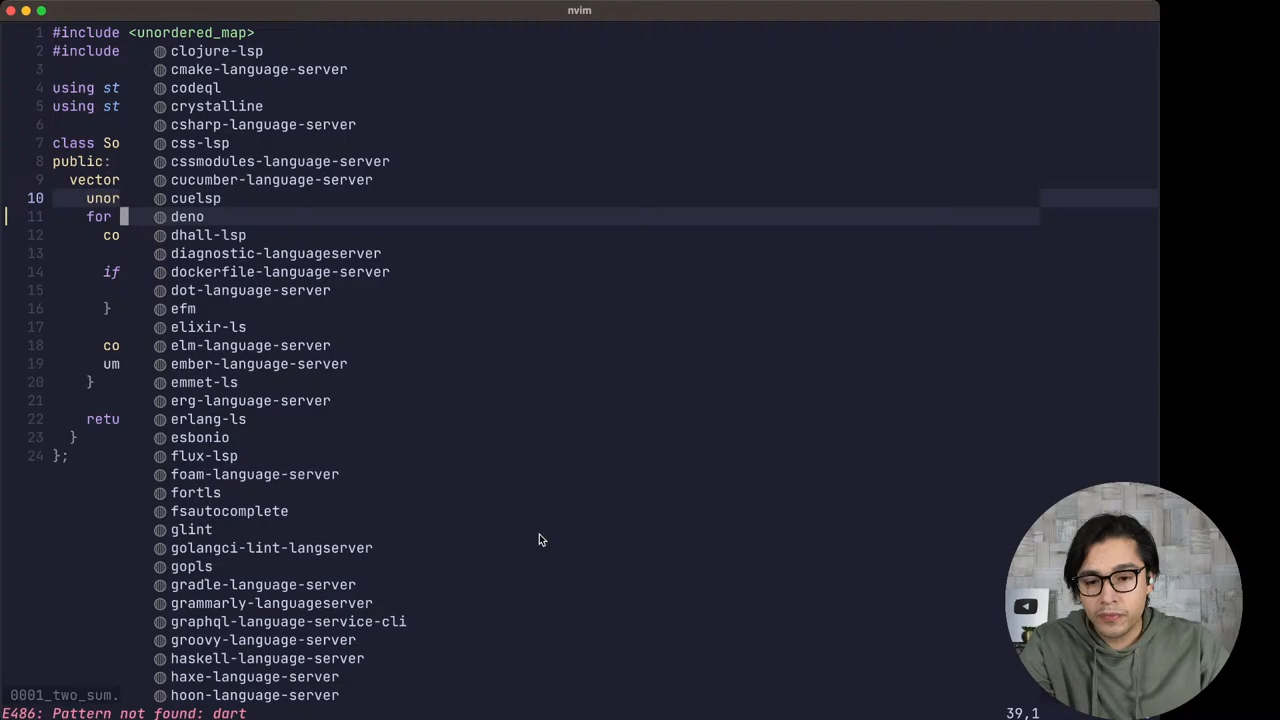 nvim
1 #include <unordered_map>
2 #include clojure-lsp
3 cmake-language-server
4 using st codeql
5 using st crystalline
6 csharp-language-server
7 class So css-lsp
8 public: cssmodules-language-server
9 vector cucumber-language-server
10 unor cuelsp
11 for deno
12 co dhall-lsp
13 diagnostic-languageserver
14 if dockerfile-language-server
15 dot-language-server
16 } efm
17 elixir-ls
18 co elm-language-server
19 um ember-language-server
20 } emmet-ls
21 erg-language-server
22 retu erlang-ls
23 } esbonio
24 }; flux-lsp
foam-language-server
fortls
fsautocomplete
glint
golangci-lint-langserver
gopls
gradle-language-server
grammarly-languageserver
graphql-language-service-cli
groovy-language-server
haskell-language-server
haxe-language-server
0001_two_sum. hoon-language-server
E486: Pattern not found: dart 39,1